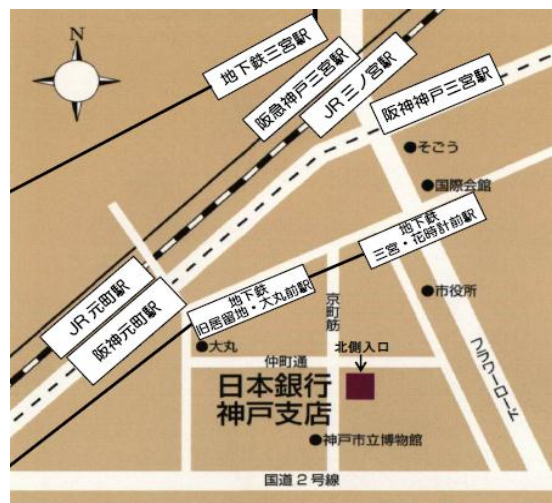 N
地下鉄三宮駅
阪急神戸三宮駅
JR三ノ宮駅
阪神神戸三宮駅
そごう
国際会館
地下鉄
三宮・花時計前駅
地下鉄
旧居留地・大丸前駅
京町筋
市役所
フラワーロード
JR元町駅
阪神元町駅
大丸
仲町通
北側入口
日本銀行
神戸支店
神戸市立博物館
国道2号線